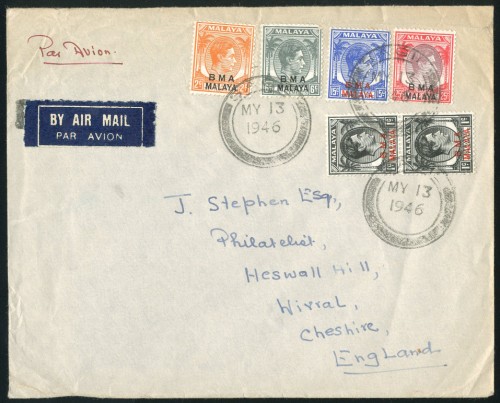 Par Avion.
BY AIR MAIL
PAR AVION
MALAYA
BMA
MALAYA
MALAYA
BMA
MALAYA
MALAYA
MALAYA
BMA
MALAYA
MALAYA
MALAYA
MY 13
1946
MY 13
1946
J. Stephen Esq.,
Philatelist,
Heswall Hill,
Wirral,
Cheshire,
England